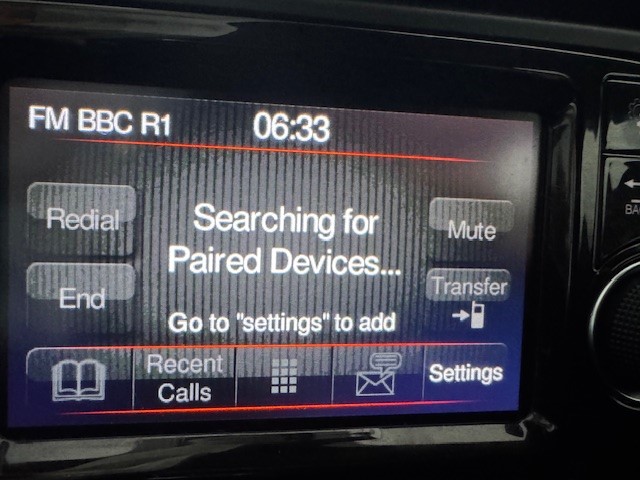 FM BBC R1
06:33
Redial
Searching for
Paired Devices...
Mute
End
Transfer
Go to "settings" to add
Recent
Calls
Settings